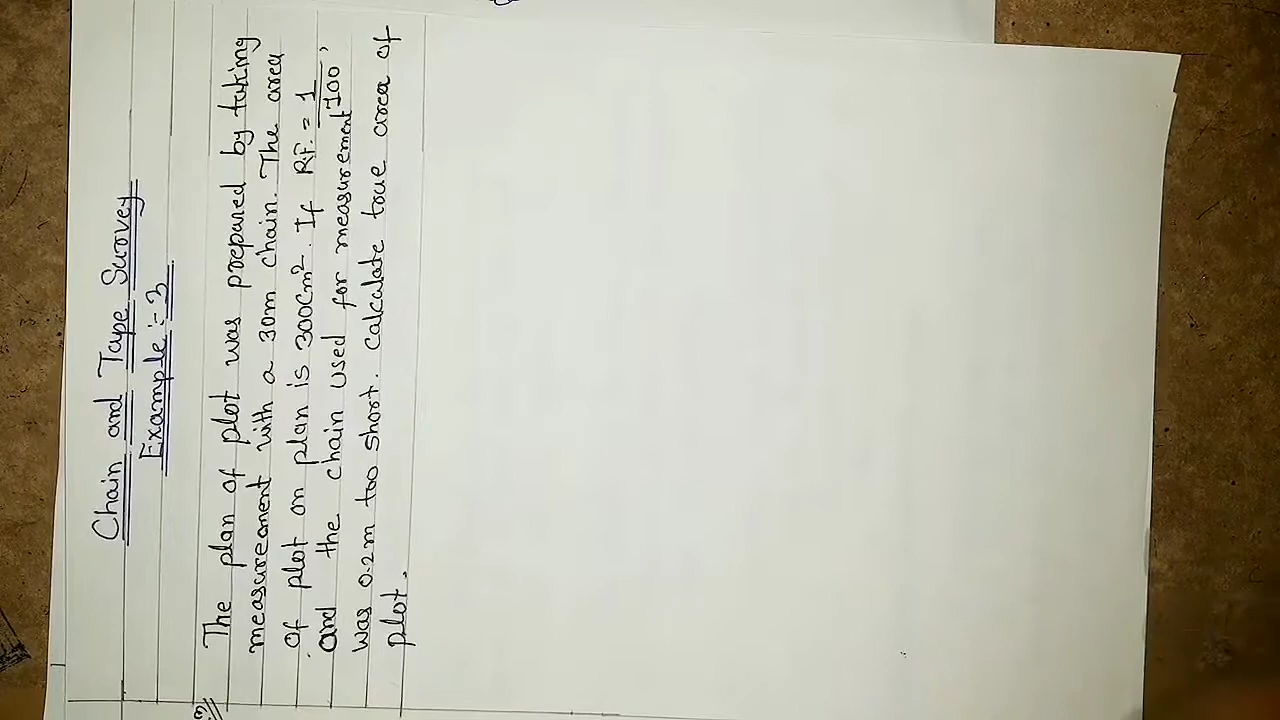 Chain and Tape Survey
Example :- 3
The plan of plot was prepared by taking
measurement with a 30m chain. The area
of plot on plan is 300cm². If R.F. = 1/100,
and the chain used for measurement
was 0.2m too short. calculate true area of
plot.